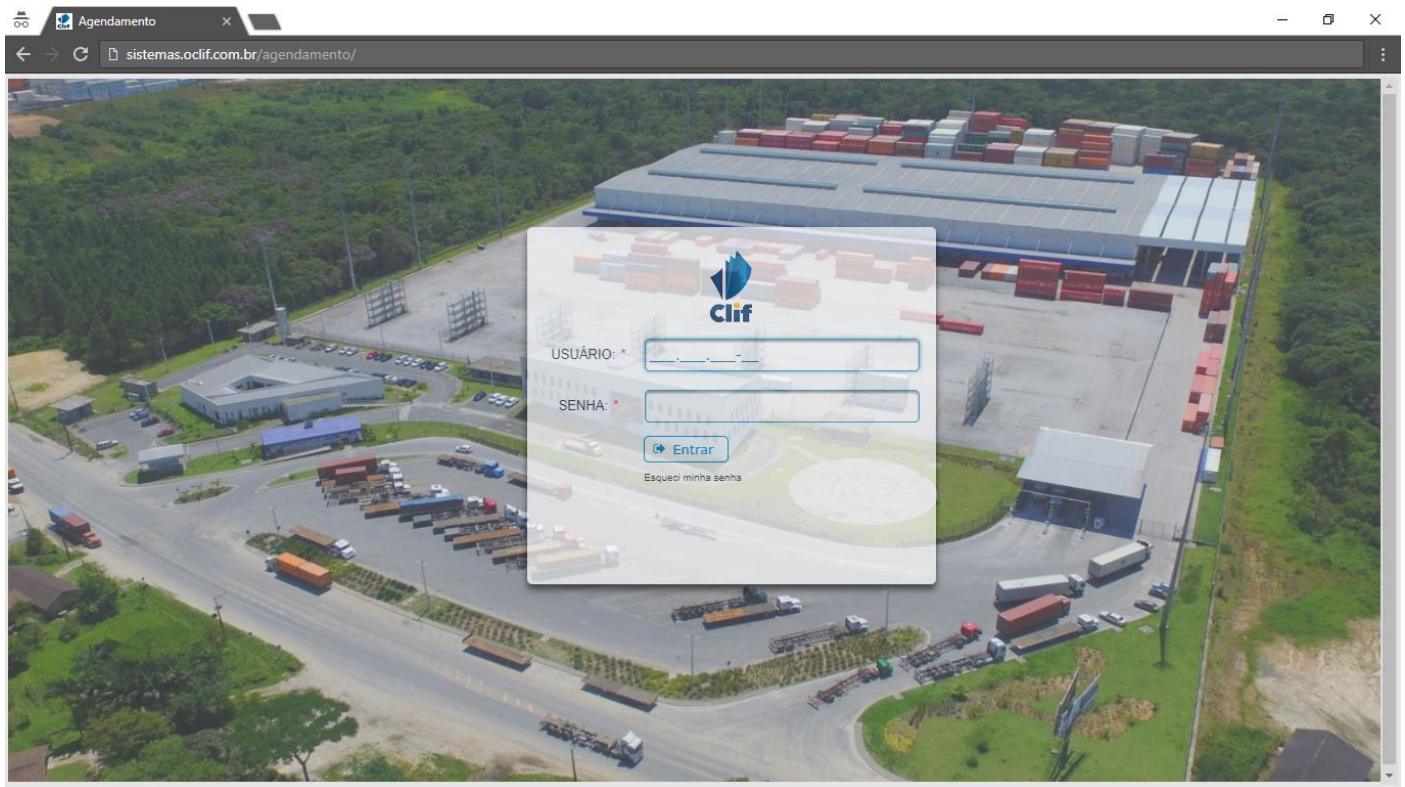 Agendamento
sistemas.oclif.com.br/agendamento/
Clif
USUÁRIO: * ___.___.___-__
SENHA: *
Entrar
Esqueci minha senha